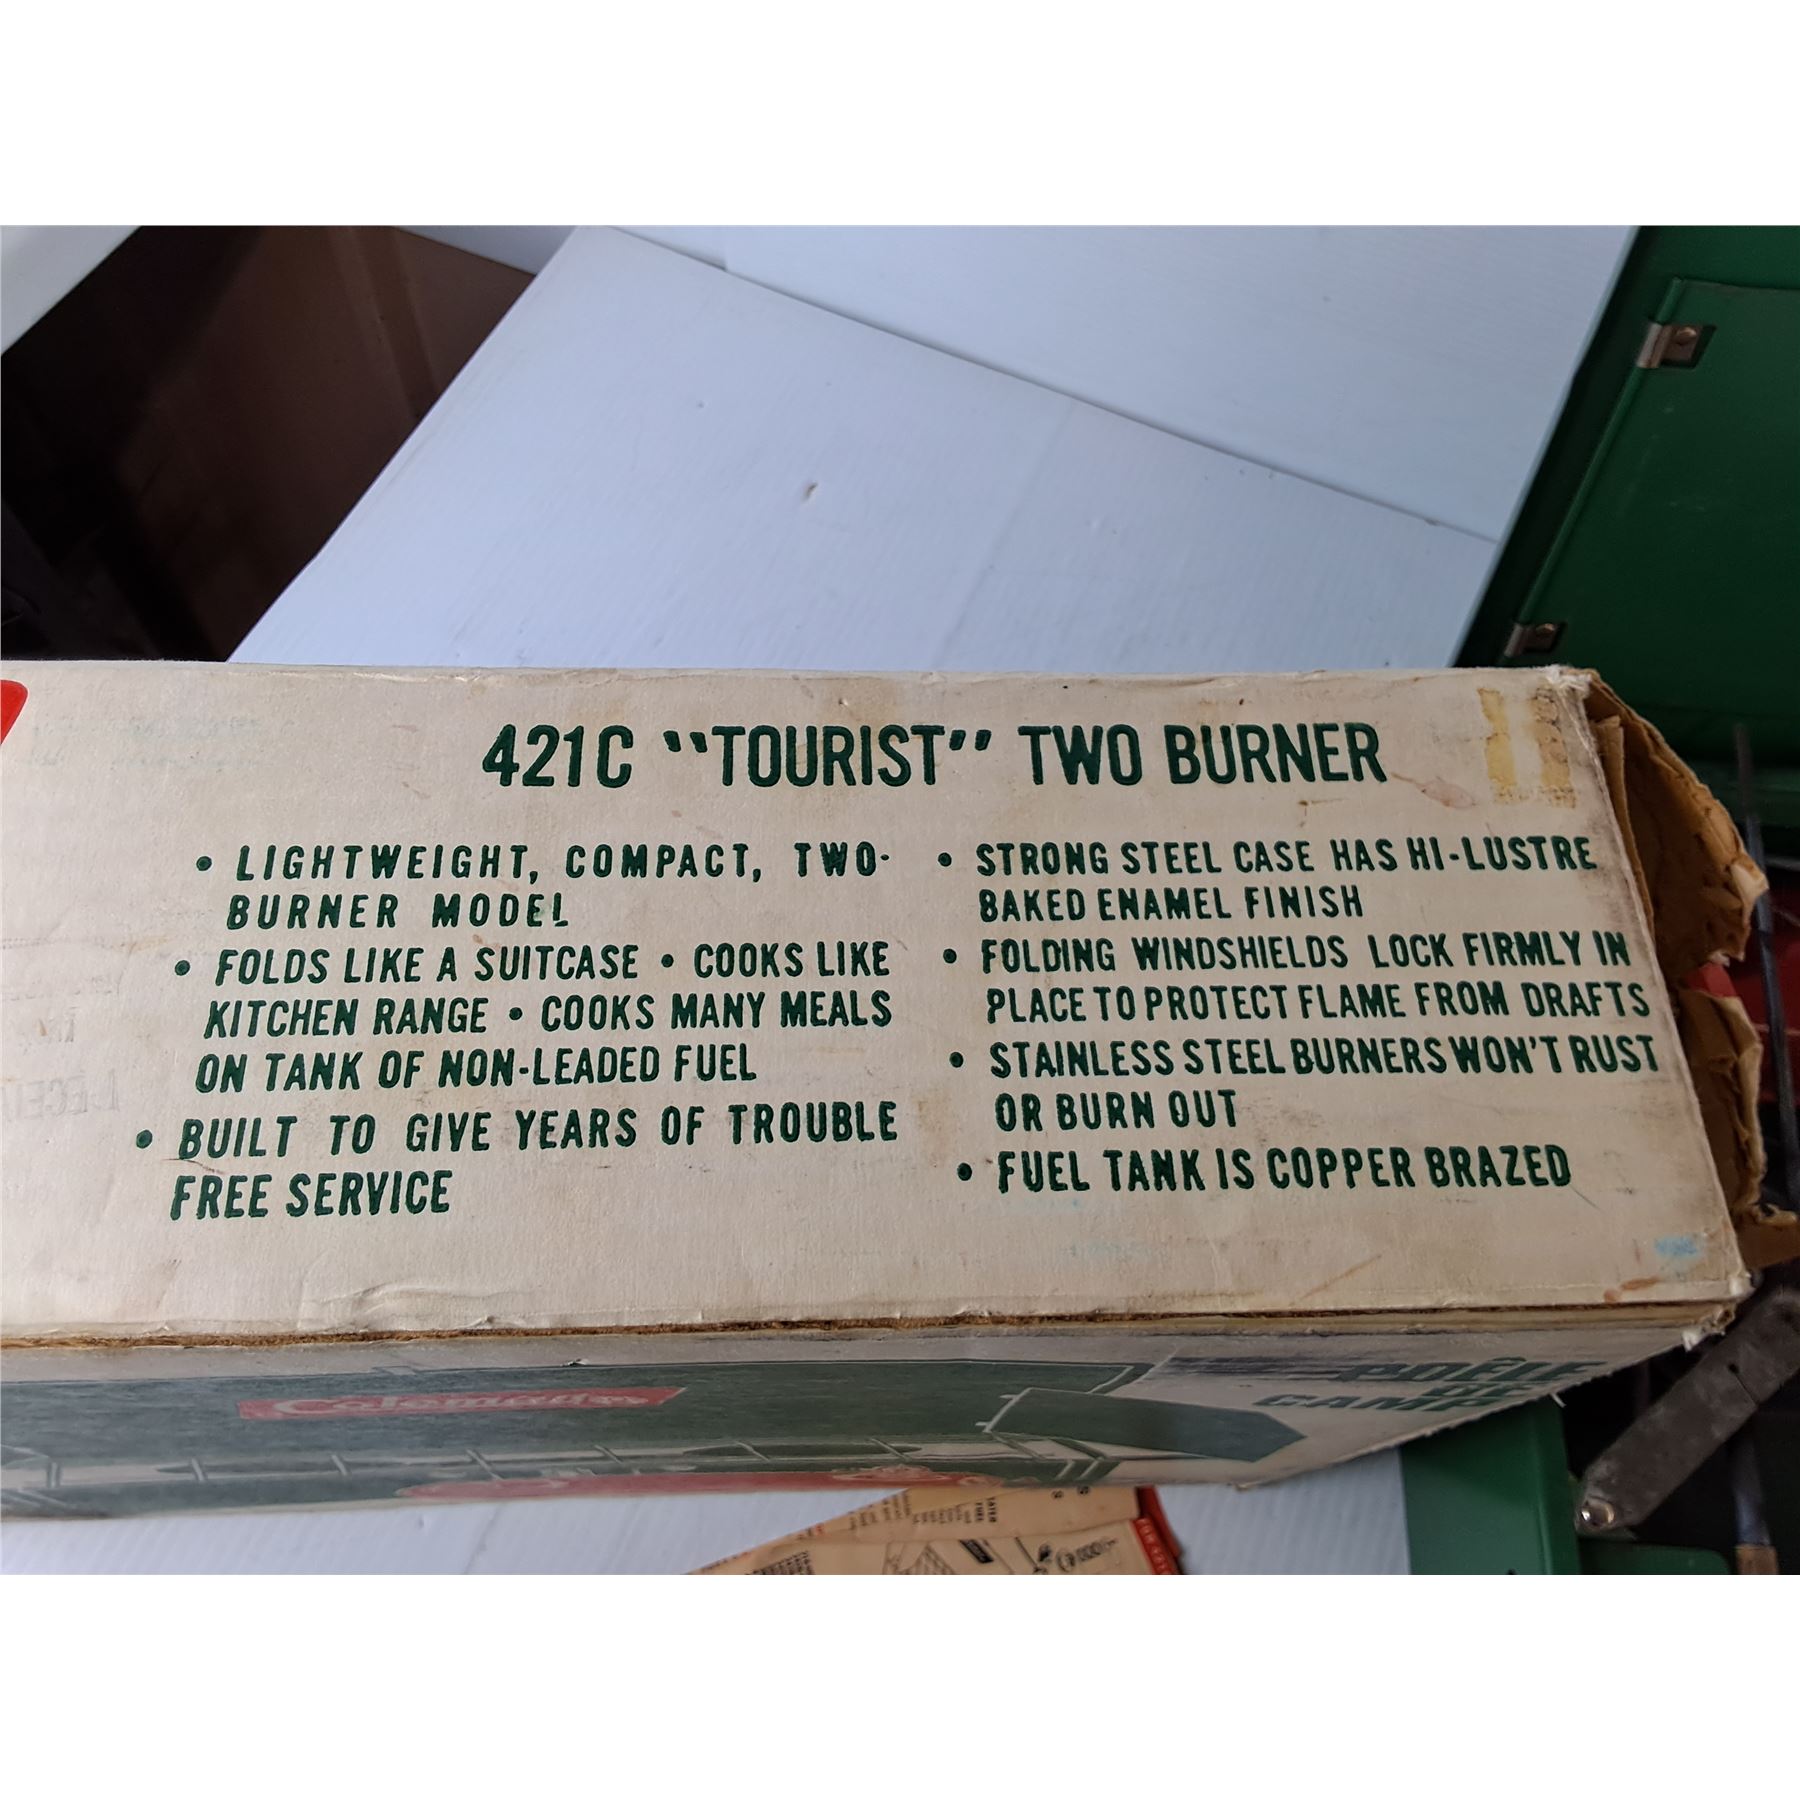 421C "TOURIST" TWO BURNER
• LIGHTWEIGHT, COMPACT, TWO-
BURNER MODEL
• FOLDS LIKE A SUITCASE • COOKS LIKE
KITCHEN RANGE • COOKS MANY MEALS
ON TANK OF NON-LEADED FUEL
• BUILT TO GIVE YEARS OF TROUBLE
FREE SERVICE
• STRONG STEEL CASE HAS HI-LUSTRE
BAKED ENAMEL FINISH
• FOLDING WINDSHIELDS LOCK FIRMLY IN
PLACE TO PROTECT FLAME FROM DRAFTS
• STAINLESS STEEL BURNERS WON'T RUST
OR BURN OUT
• FUEL TANK IS COPPER BRAZED
POÊLE
DE
CAMP
Coleman